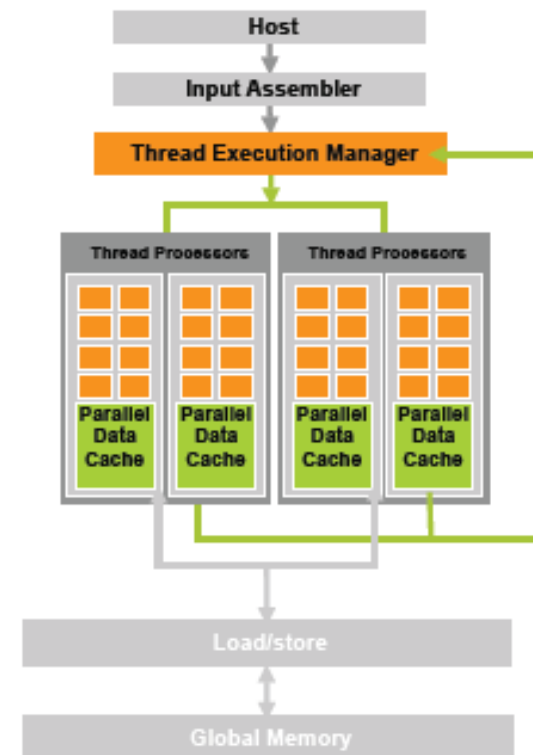 Host
Input Assembler
Thread Execution Manager
Thread Processors
Thread Processors
Parallel
Data
Cache
Parallel
Data
Cache
Parallel
Data
Cache
Parallel
Data
Cache
Load/store
Global Memory